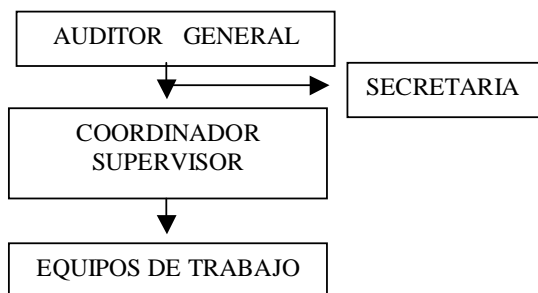 AUDITOR GENERAL
SECRETARIA
COORDINADOR
SUPERVISOR
EQUIPOS DE TRABAJO